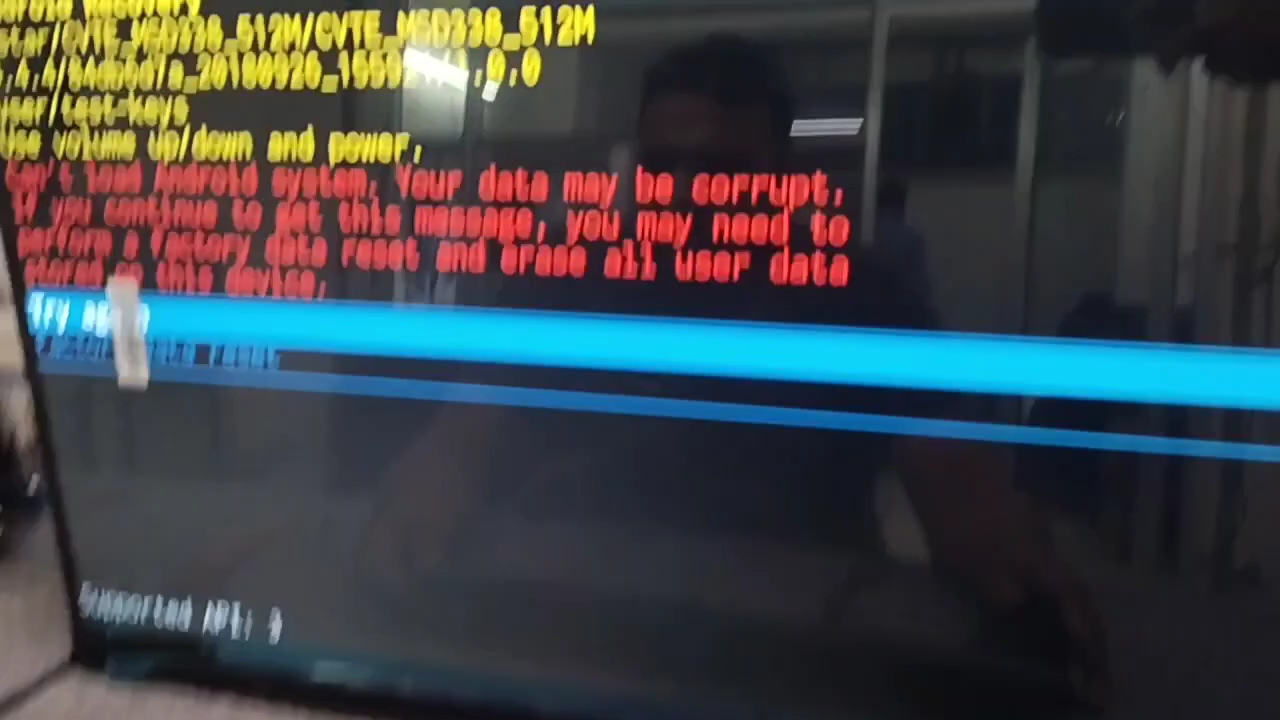 Recovery
/CVTE_MSD338_512M/CVTE_MSD338_512M
user/test-keys
Use volume up/down and power.
Can't load Android system. Your data may be corrupt.
If you continue to get this message, you may need to
perform a factory data reset and erase all user data
stored on this device.
Try again
Supported API: 3